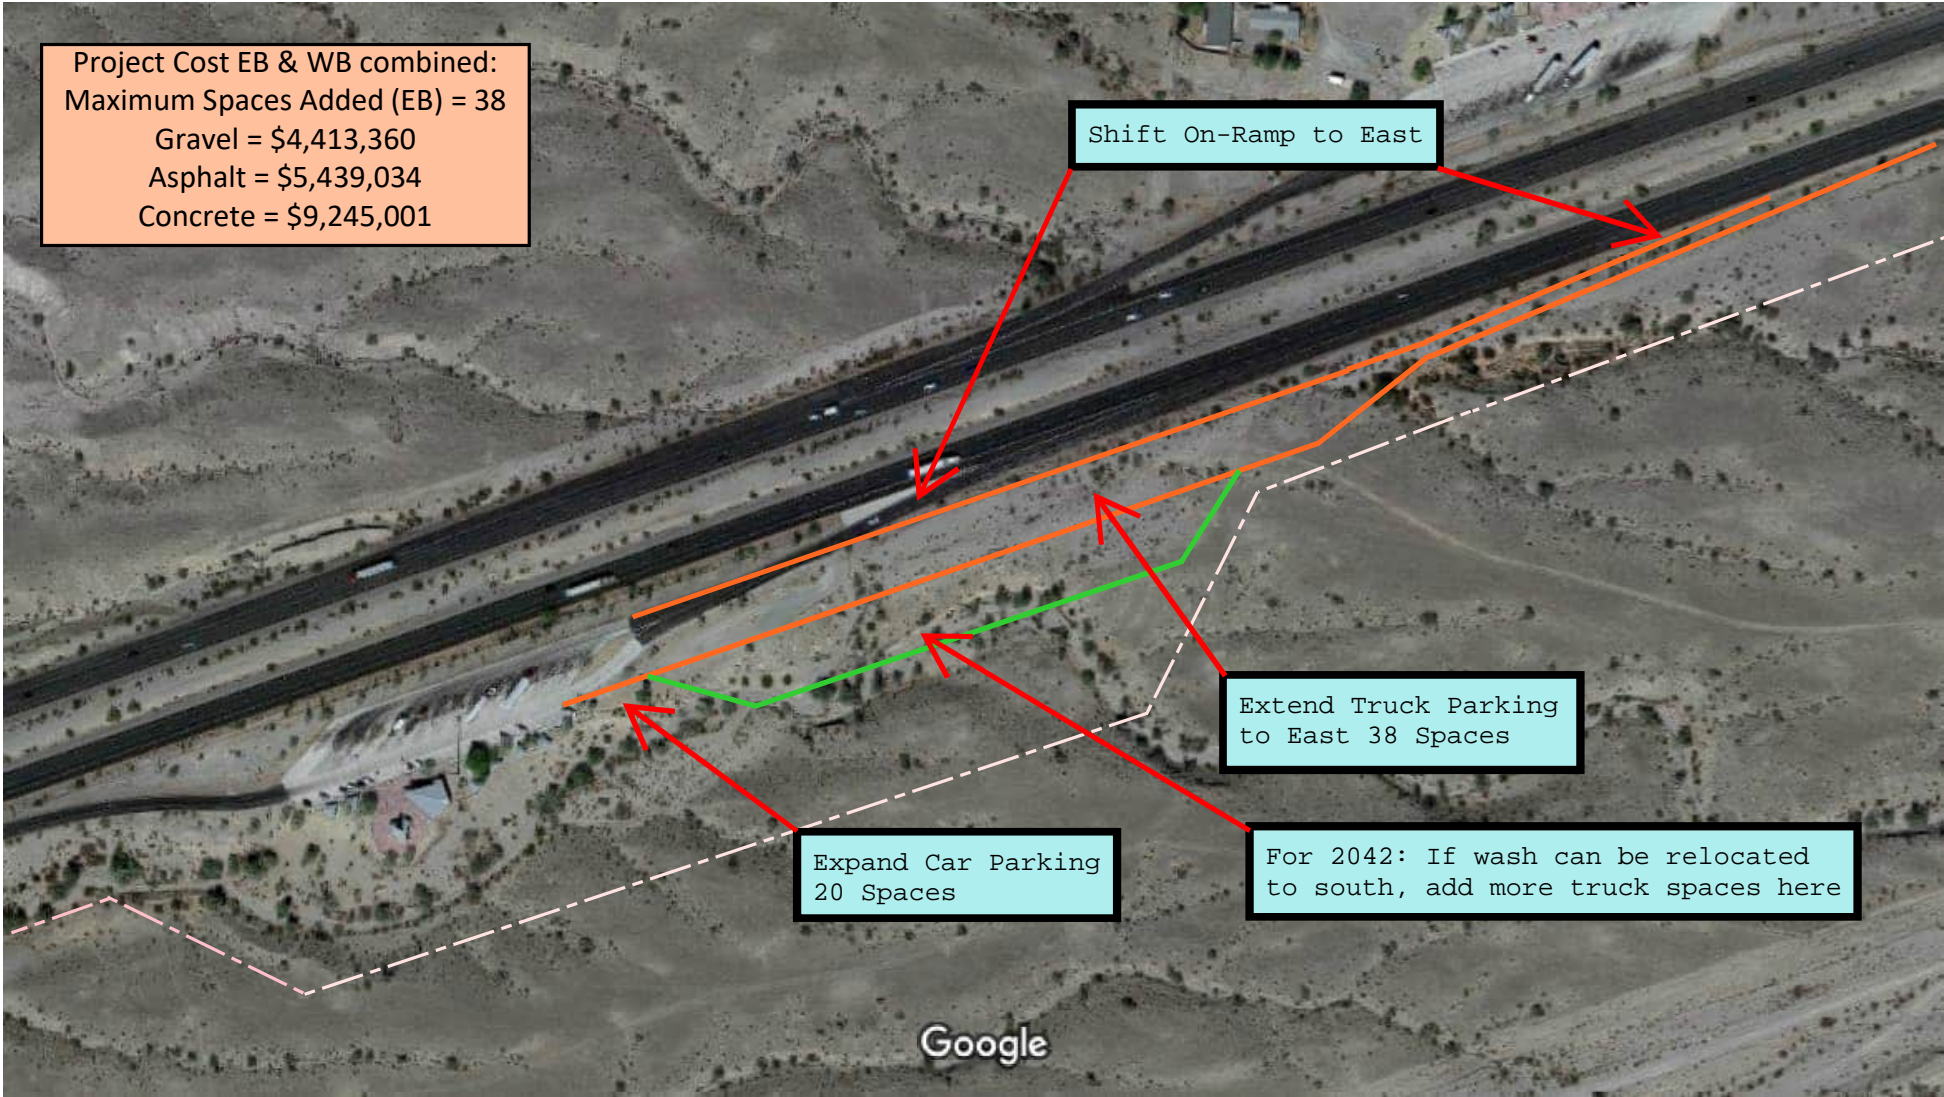 Project Cost EB & WB combined:
Maximum Spaces Added (EB) = 38
Gravel = $4,413,360
Asphalt = $5,439,034
Concrete = $9,245,001
Shift On-Ramp to East
Extend Truck Parking
to East 38 Spaces
Expand Car Parking
20 Spaces
For 2042: If wash can be relocated
to south, add more truck spaces here
Google